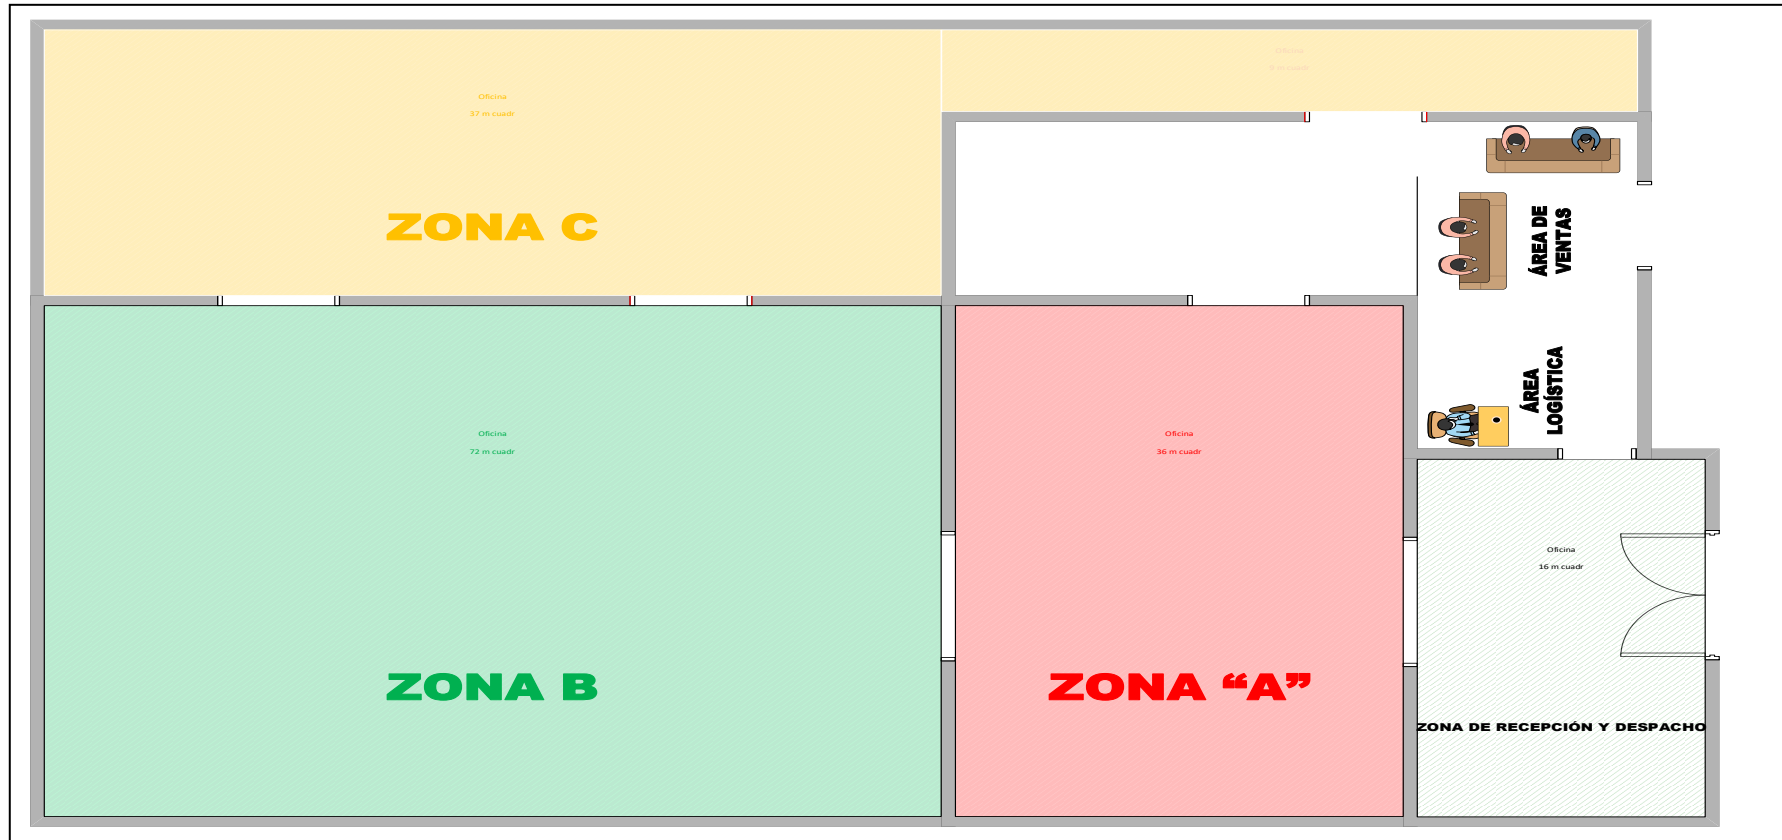 Oficina
37 m cuadr
ZONA C
Oficina
ÁREA DE
VENTAS
ÁREA
LOGÍSTICA
Oficina
72 m cuadr
ZONA B
Oficina
36 m cuadr
ZONA “A”
Oficina
16 m cuadr
ZONA DE RECEPCIÓN Y DESPACHO